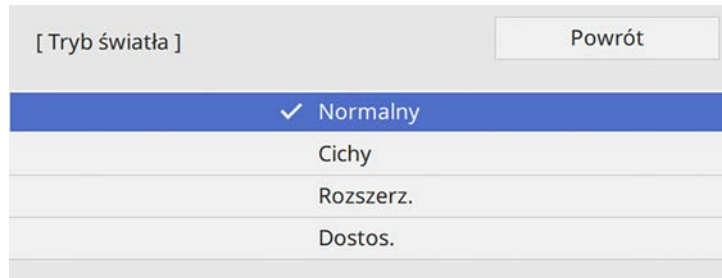 [ Tryb światła ]
Powrót
Normalny
Cichy
Rozszerz.
Dostos.